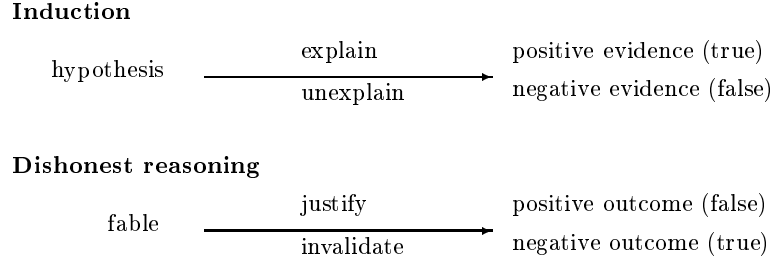 Induction
explain
positive evidence (true)
hypothesis
unexplain
negative evidence (false)
Dishonest reasoning
justify
positive outcome (false)
fable
invalidate
negative outcome (true)